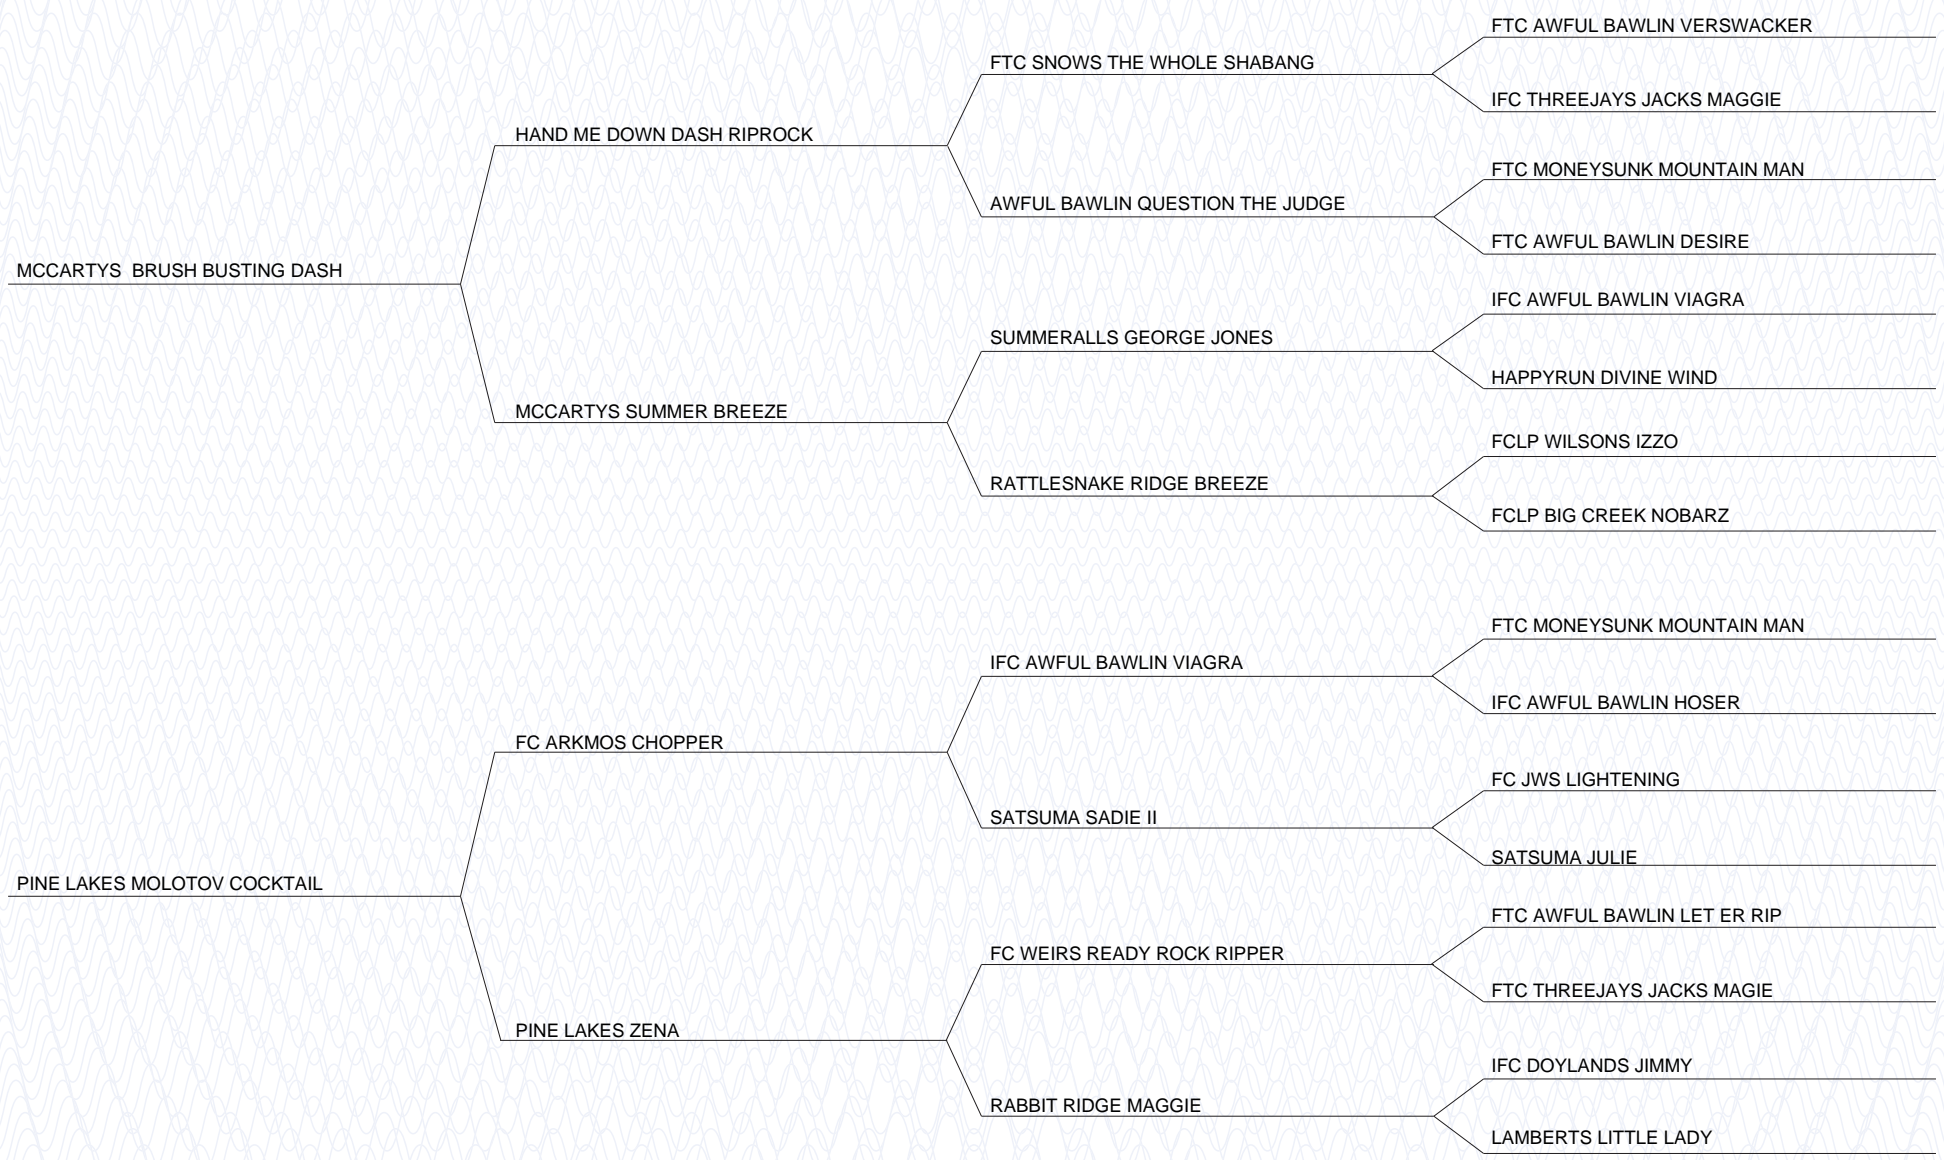 FTC AWFUL BAWLIN VERSWACKER
FTC SNOWS THE WHOLE SHABANG
IFC THREEJAYS JACKS MAGGIE
HAND ME DOWN DASH RIPROCK
FTC MONEYSUNK MOUNTAIN MAN
AWFUL BAWLIN QUESTION THE JUDGE
FTC AWFUL BAWLIN DESIRE
MCCARTYS  BRUSH BUSTING DASH
IFC AWFUL BAWLIN VIAGRA
SUMMERALLS GEORGE JONES
HAPPYRUN DIVINE WIND
MCCARTYS SUMMER BREEZE
FCLP WILSONS IZZO
RATTLESNAKE RIDGE BREEZE
FCLP BIG CREEK NOBARZ
FTC MONEYSUNK MOUNTAIN MAN
IFC AWFUL BAWLIN VIAGRA
IFC AWFUL BAWLIN HOSER
FC ARKMOS CHOPPER
FC JWS LIGHTENING
SATSUMA SADIE II
SATSUMA JULIE
PINE LAKES MOLOTOV COCKTAIL
FTC AWFUL BAWLIN LET ER RIP
FC WEIRS READY ROCK RIPPER
FTC THREEJAYS JACKS MAGIE
PINE LAKES ZENA
IFC DOYLANDS JIMMY
RABBIT RIDGE MAGGIE
LAMBERTS LITTLE LADY